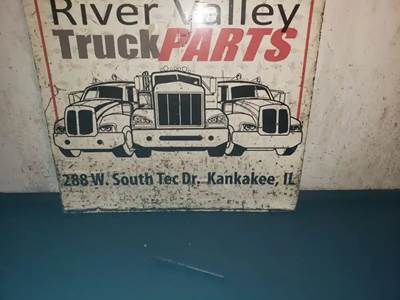 River Valley
TruckPARTS
288 W. South Tec Dr. Kankakee, IL